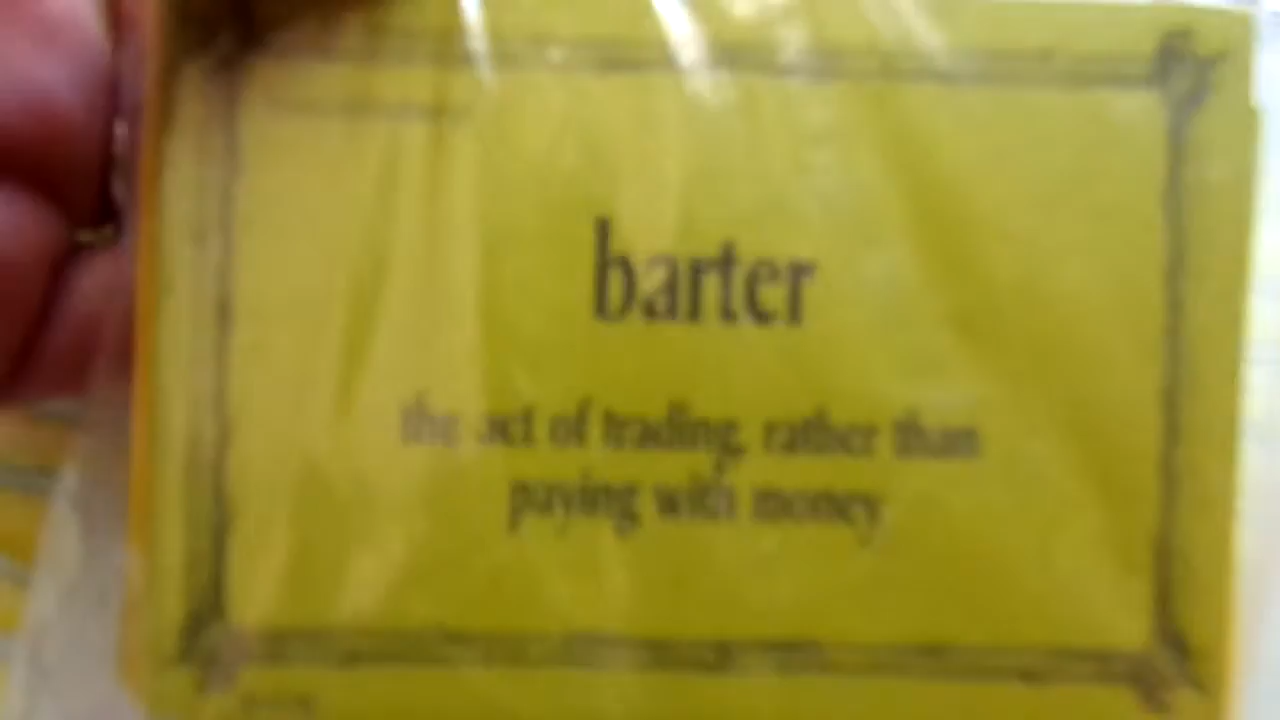 barter
the act of trading, rather than
paying with money